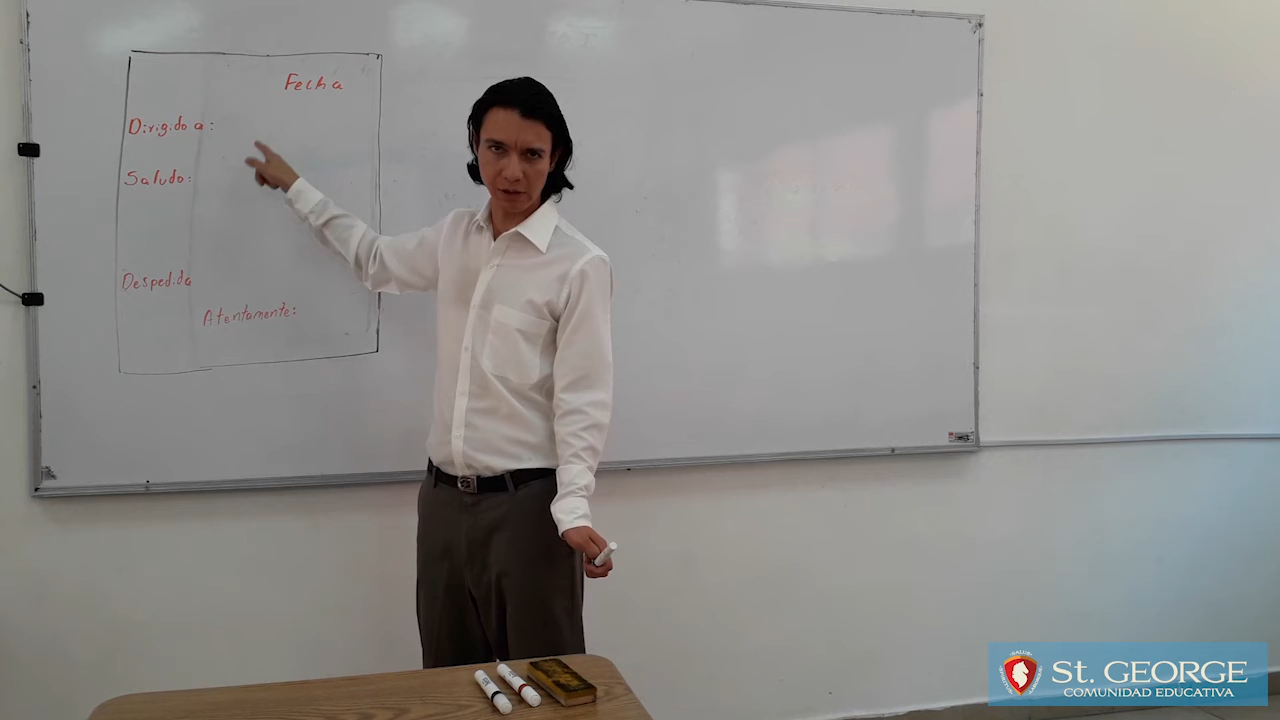 Fecha
Dirigido a:
Saludo:
Despedida
Atentamente:
St. GEORGE
COMUNIDAD EDUCATIVA